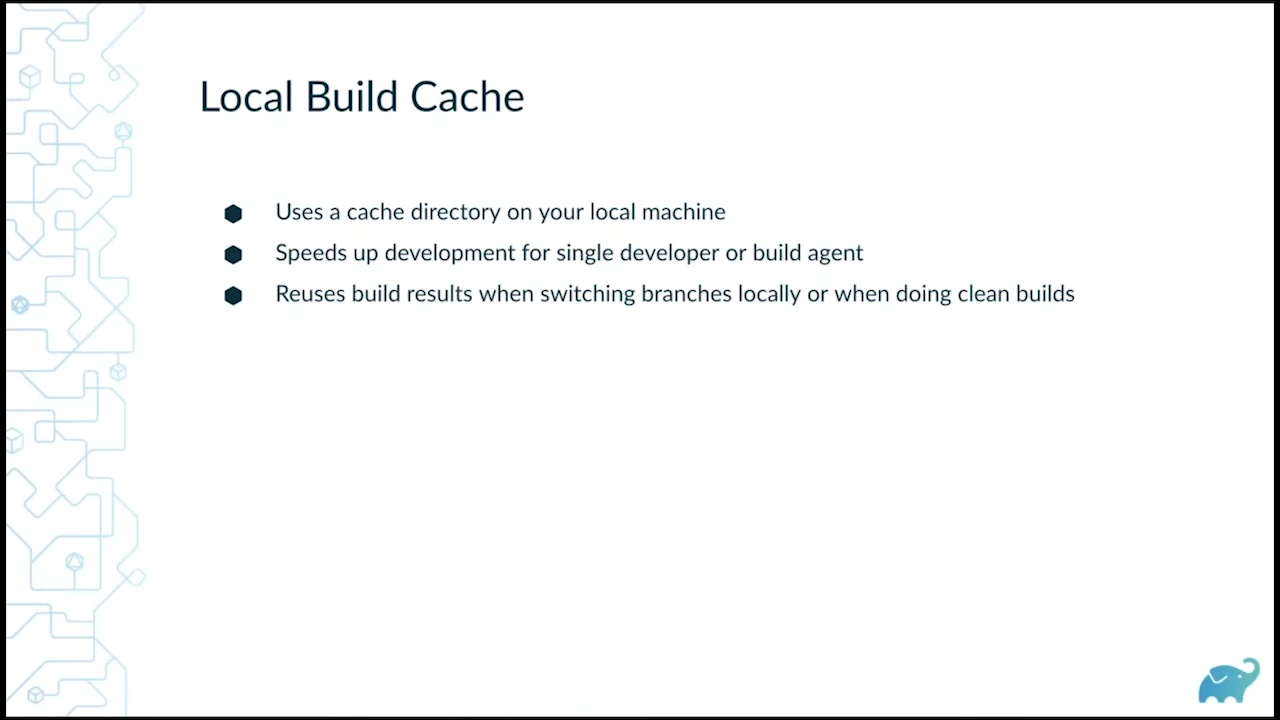 Local Build Cache
Uses a cache directory on your local machine
Speeds up development for single developer or build agent
Reuses build results when switching branches locally or when doing clean builds